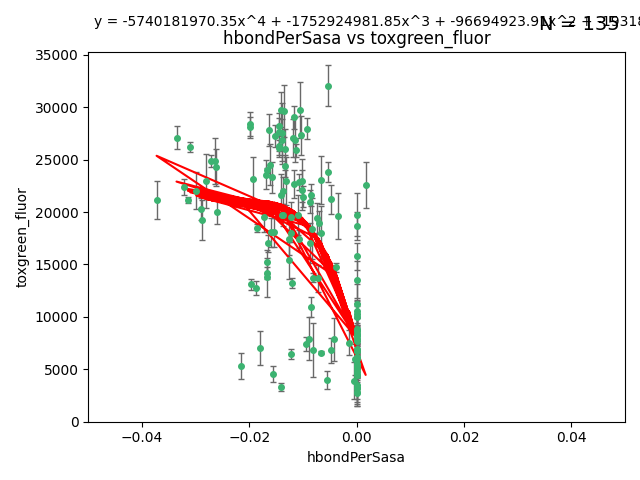 y = -5740181970.35x^4 + -1752924981.85x^3 + -96694923.91x^2 +
N = 135
hbondPerSasa vs toxgreen_fluor
35000
30000
25000
20000
15000
10000
5000
0
toxgreen_fluor
−0.04 −0.02 0.00 0.02 0.04
hbondPerSasa